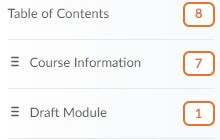 Table of Contents 8
Course Information 7
Draft Module 1